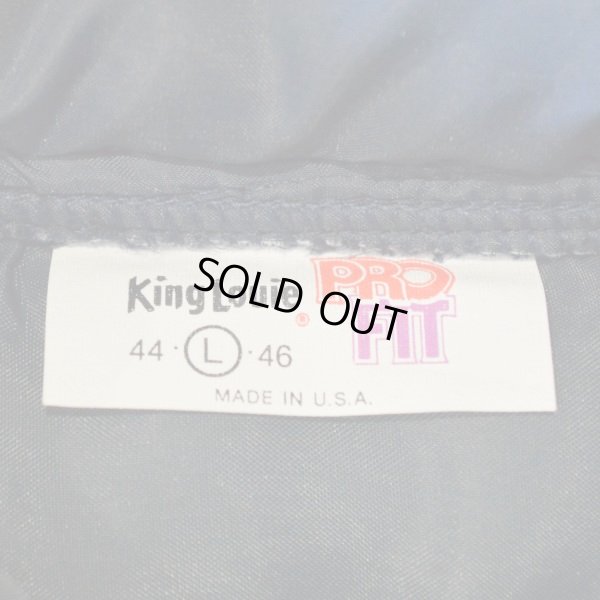 King Louie ®
PRO
FIT
44 · L · 46
MADE IN U.S.A.
SOLD OUT